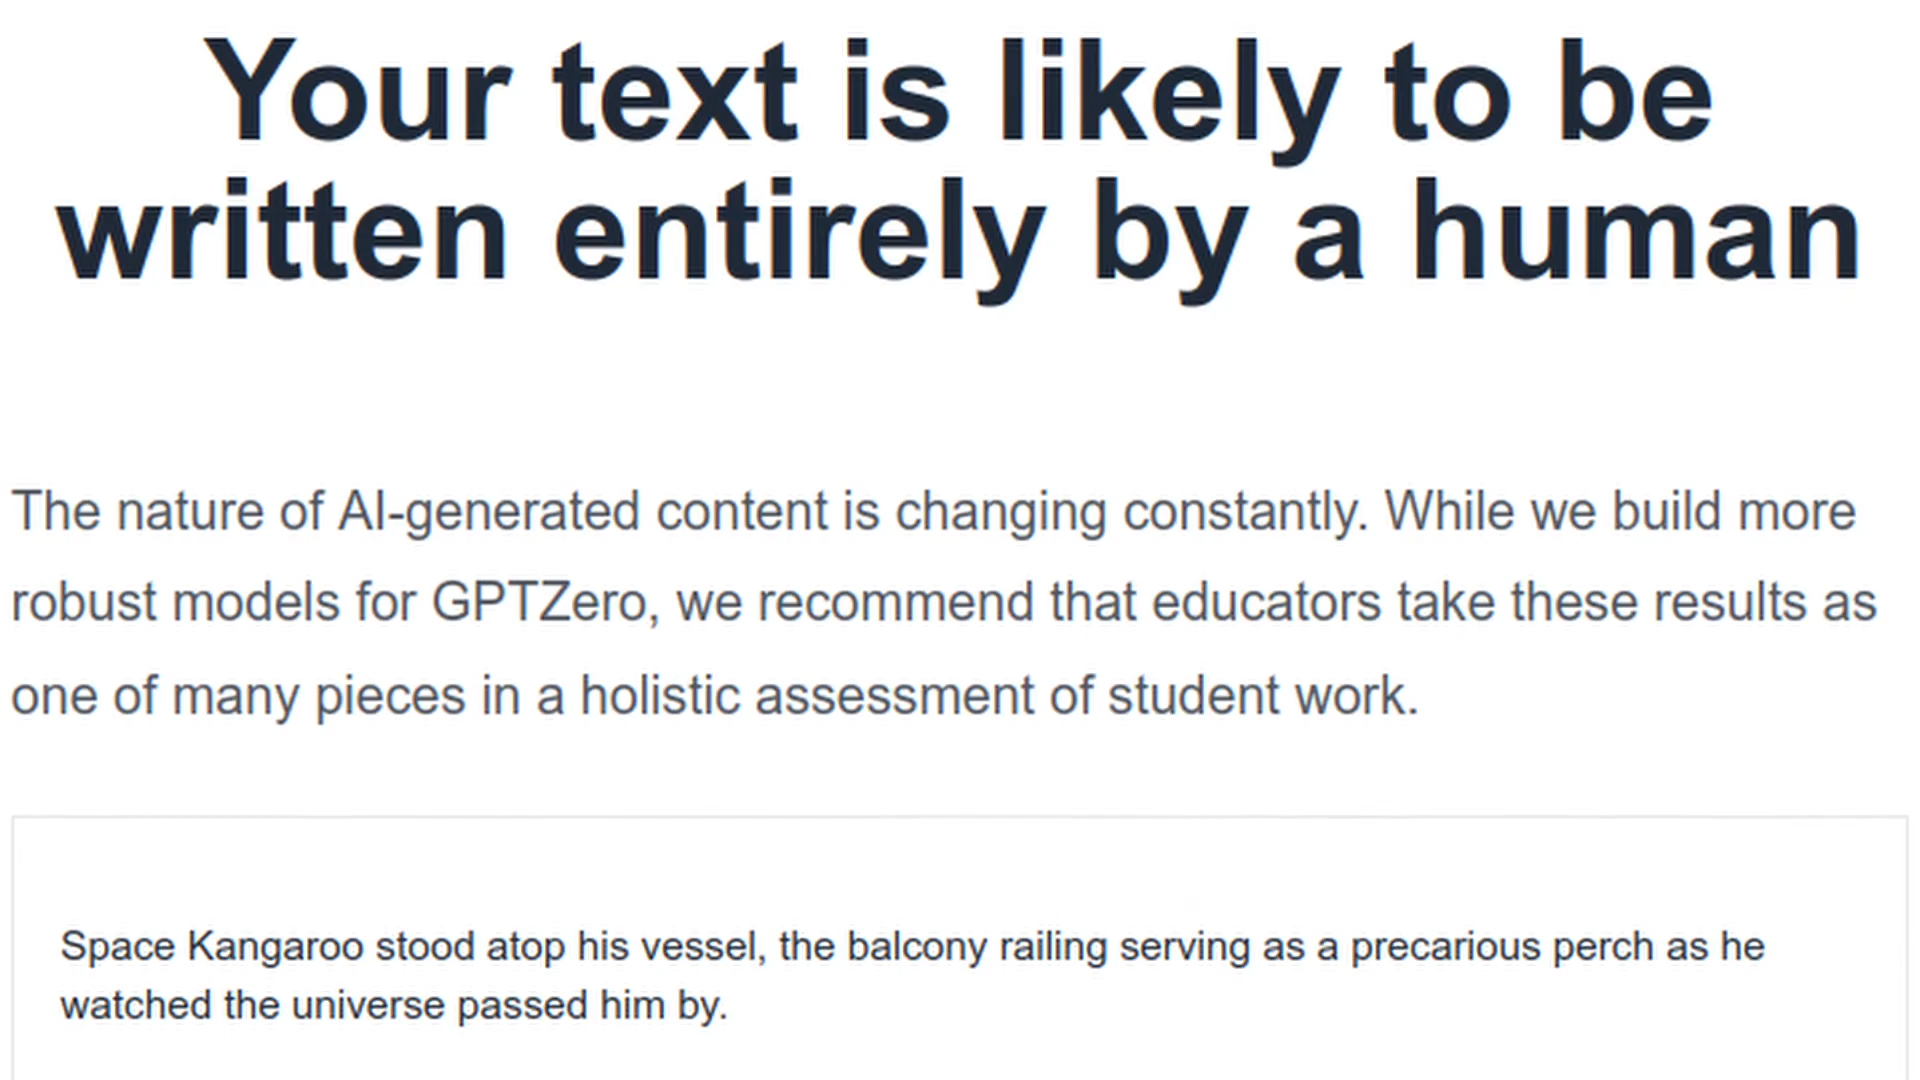 Your text is likely to be
written entirely by a human
The nature of AI-generated content is changing constantly. While we build more
robust models for GPTZero, we recommend that educators take these results as
one of many pieces in a holistic assessment of student work.
Space Kangaroo stood atop his vessel, the balcony railing serving as a precarious perch as he
watched the universe passed him by.